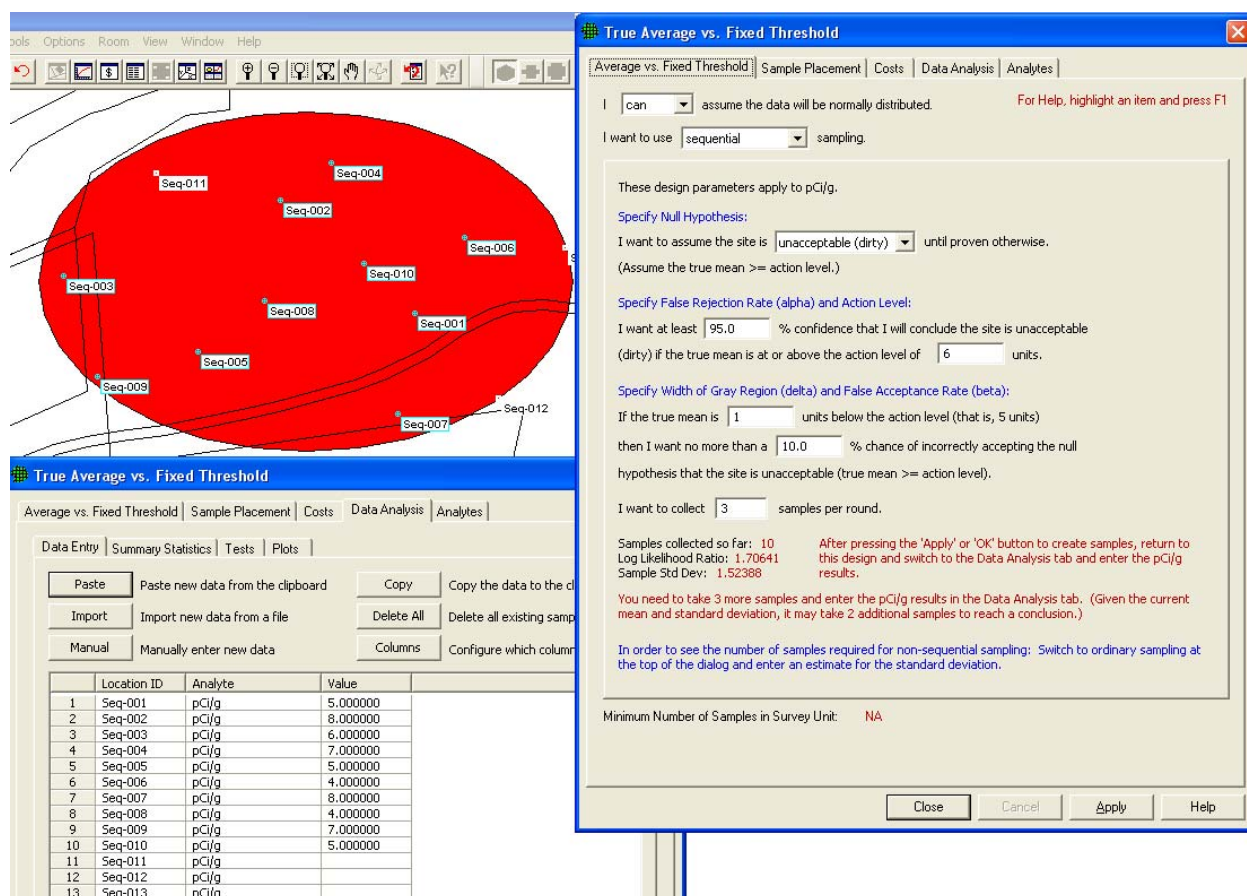 Options Room View Window Help
Seq-011
Seq-004
Seq-002
Seq-006
Seq-010
Seq-003
Seq-008
Seq-001
Seq-005
Seq-009
Seq-007
Seq-012
True Average vs. Fixed Threshold
Average vs. Fixed Threshold Sample Placement Costs Data Analysis Analytes
I can assume the data will be normally distributed. For Help, highlight an item and press F1
I want to use sequential sampling.
These design parameters apply to pCi/g.
Specify Null Hypothesis:
I want to assume the site is unacceptable (dirty) until proven otherwise.
(Assume the true mean >= action level.)
Specify False Rejection Rate (alpha) and Action Level:
I want at least 95.0 % confidence that I will conclude the site is unacceptable
(dirty) if the true mean is at or above the action level of 6 units.
Specify Width of Gray Region (delta) and False Acceptance Rate (beta):
If the true mean is 1 units below the action level (that is, 5 units)
then I want no more than a 10.0 % chance of incorrectly accepting the null
hypothesis that the site is unacceptable (true mean >= action level).
I want to collect 3 samples per round.
Samples collected so far: 10
Log Likelihood Ratio: 1.70641
Sample Std Dev: 1.52388
After pressing the 'Apply' or 'OK' button to create samples, return to
this design and switch to the Data Analysis tab and enter the pCi/g
results.
You need to take 3 more samples and enter the pCi/g results in the Data Analysis tab. (Given the current
mean and standard deviation, it may take 2 additional samples to reach a conclusion.)
In order to see the number of samples required for non-sequential sampling: Switch to ordinary sampling at
the top of the dialog and enter an estimate for the standard deviation.
Minimum Number of Samples in Survey Unit: NA
Close Cancel Apply Help
True Average vs. Fixed Threshold
Average vs. Fixed Threshold Sample Placement Costs Data Analysis Analytes
Data Entry Summary Statistics Tests Plots
Paste Paste new data from the clipboard Copy Copy the data to the
Import Import new data from a file Delete All Delete all existing
Manual Manually enter new data Columns Configure which
Location ID Analyte Value
1 Seq-001 pCi/g 5.000000
2 Seq-002 pCi/g 8.000000
3 Seq-003 pCi/g 6.000000
4 Seq-004 pCi/g 7.000000
5 Seq-005 pCi/g 5.000000
6 Seq-006 pCi/g 4.000000
7 Seq-007 pCi/g 8.000000
8 Seq-008 pCi/g 4.000000
9 Seq-009 pCi/g 7.000000
10 Seq-010 pCi/g 5.000000
11 Seq-011 pCi/g
12 Seq-012 pCi/g
13 Seq-013 pCi/g